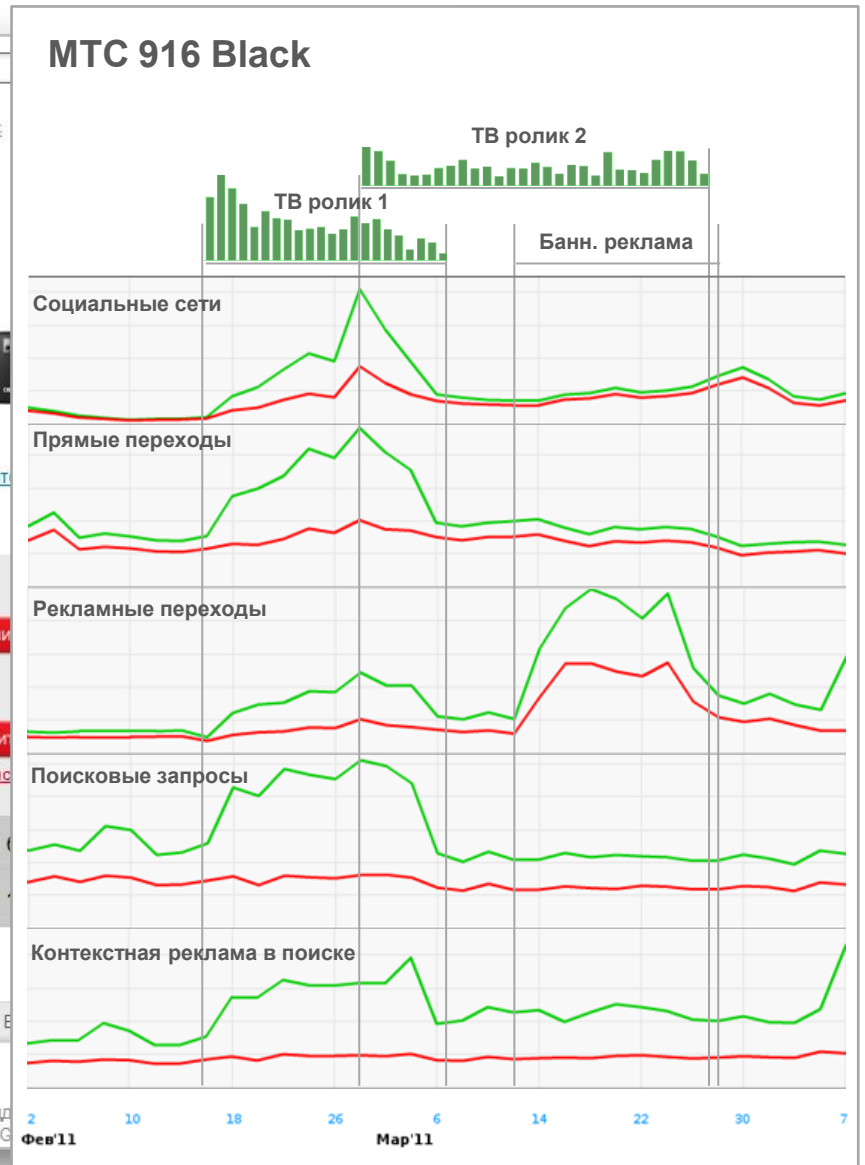 МТС 916 Black
ТВ ролик 2
ТВ ролик 1
Банн. реклама
Социальные сети
Прямые переходы
Рекламные переходы
Поисковые запросы
Контекстная реклама в поиске
2 10 18 26 6 14 22 30 7
Фев'11 Мар'11